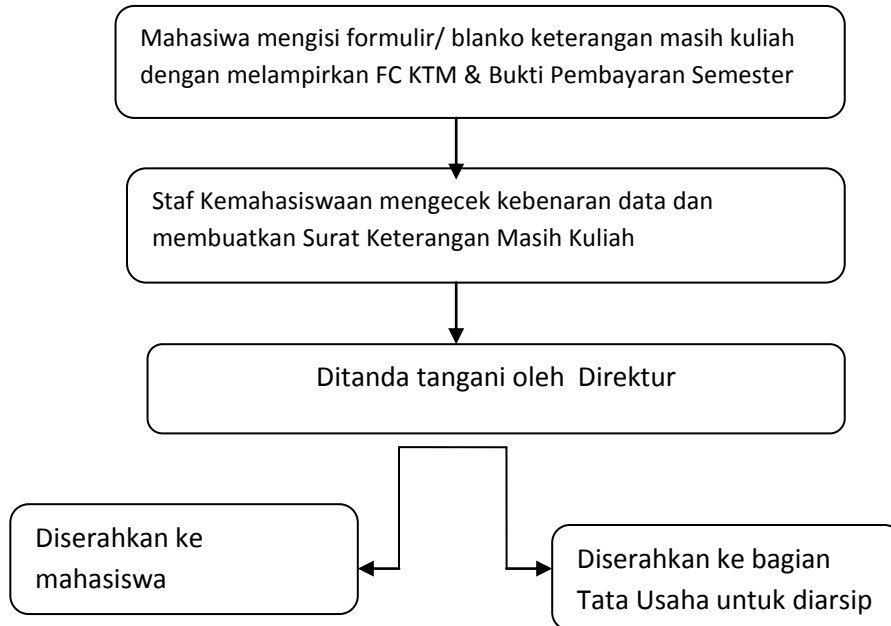 Mahasiwa mengisi formulir/ blanko keterangan masih kuliah
dengan melampirkan FC KTM & Bukti Pembayaran Semester
Staf Kemahasiswaan mengecek kebenaran data dan
membuatkan Surat Keterangan Masih Kuliah
Ditanda tangani oleh Direktur
Diserahkan ke
mahasiswa
Diserahkan ke bagian
Tata Usaha untuk diarsip